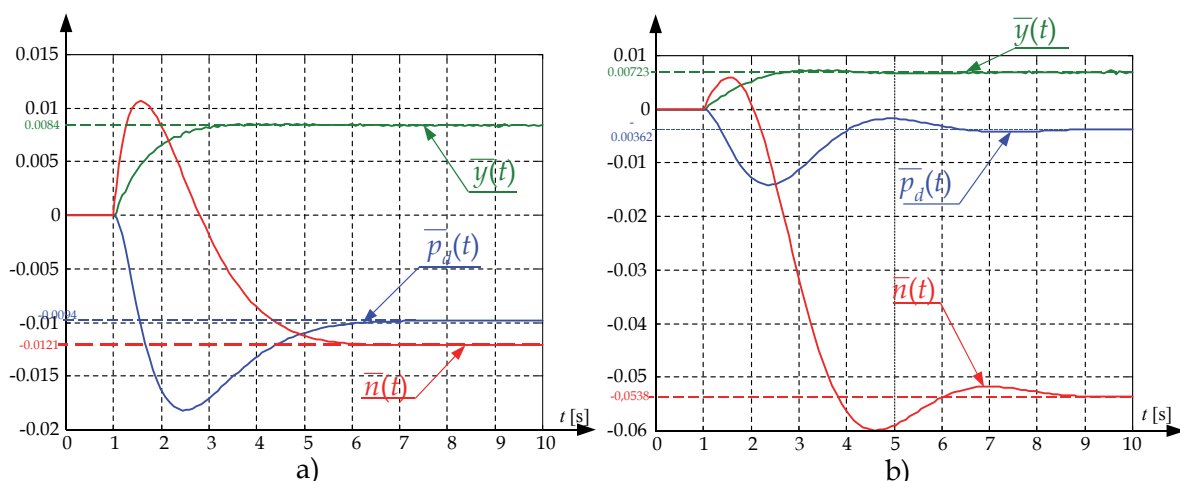 0.015
0.01
0.0084
0.005
0
-0.005
-0.0094
-0.01
-0.0121
-0.015
-0.02
0 1 2 3 4 5 6 7 8 9 10
y(t)
p_d(t)
n(t)
t [s]
a)
0.01
0.00723
0
-
0.00362
-0.01
-0.02
-0.03
-0.04
-0.05
-0,0538
-0.06
0 1 2 3 4 5 6 7 8 9 10
y(t)
p_d(t)
n(t)
t [s]
b)